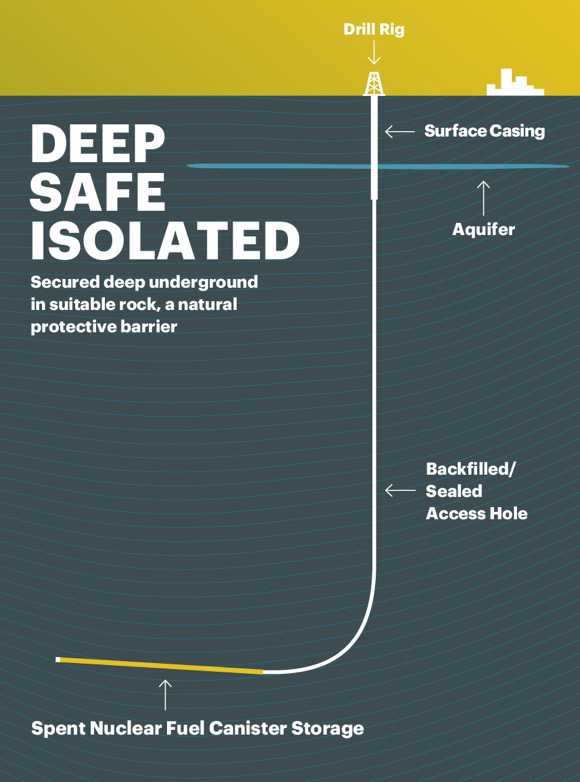 Drill Rig
Surface Casing
DEEP
SAFE
ISOLATED
Aquifer
Secured deep underground
in suitable rock, a natural
protective barrier
Backfilled/
Sealed
Access Hole
Spent Nuclear Fuel Canister Storage